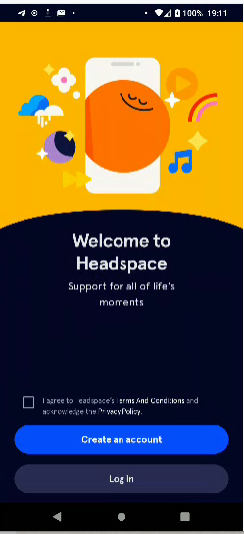 100% 19:11
Welcome to
Headspace
Support for all of life's
moments
I agree to Headspace's Terms And Conditions and
acknowledge the Privacy Policy.
Create an account
Log In